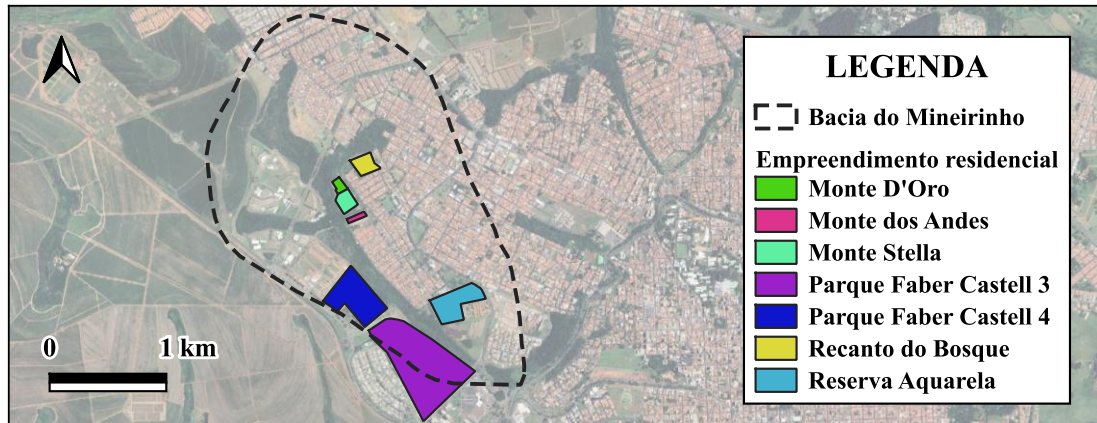 LEGENDA
Bacia do Mineirinho
Empreendimento residencial
Monte D'Oro
Monte dos Andes
Monte Stella
Parque Faber Castell 3
Parque Faber Castell 4
Recanto do Bosque
Reserva Aquarela
0 1 km